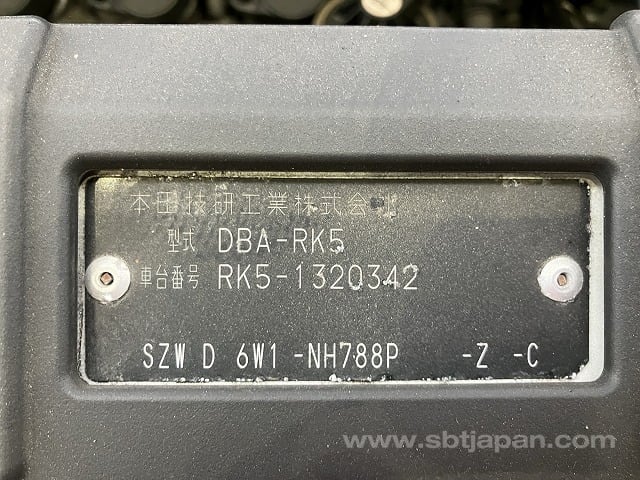 本田技研工業株式会社
型式 DBA-RK5
車台番号 RK5-1320342
SZW D 6W1 -NH788P -Z -C
www.sbtjapan.com